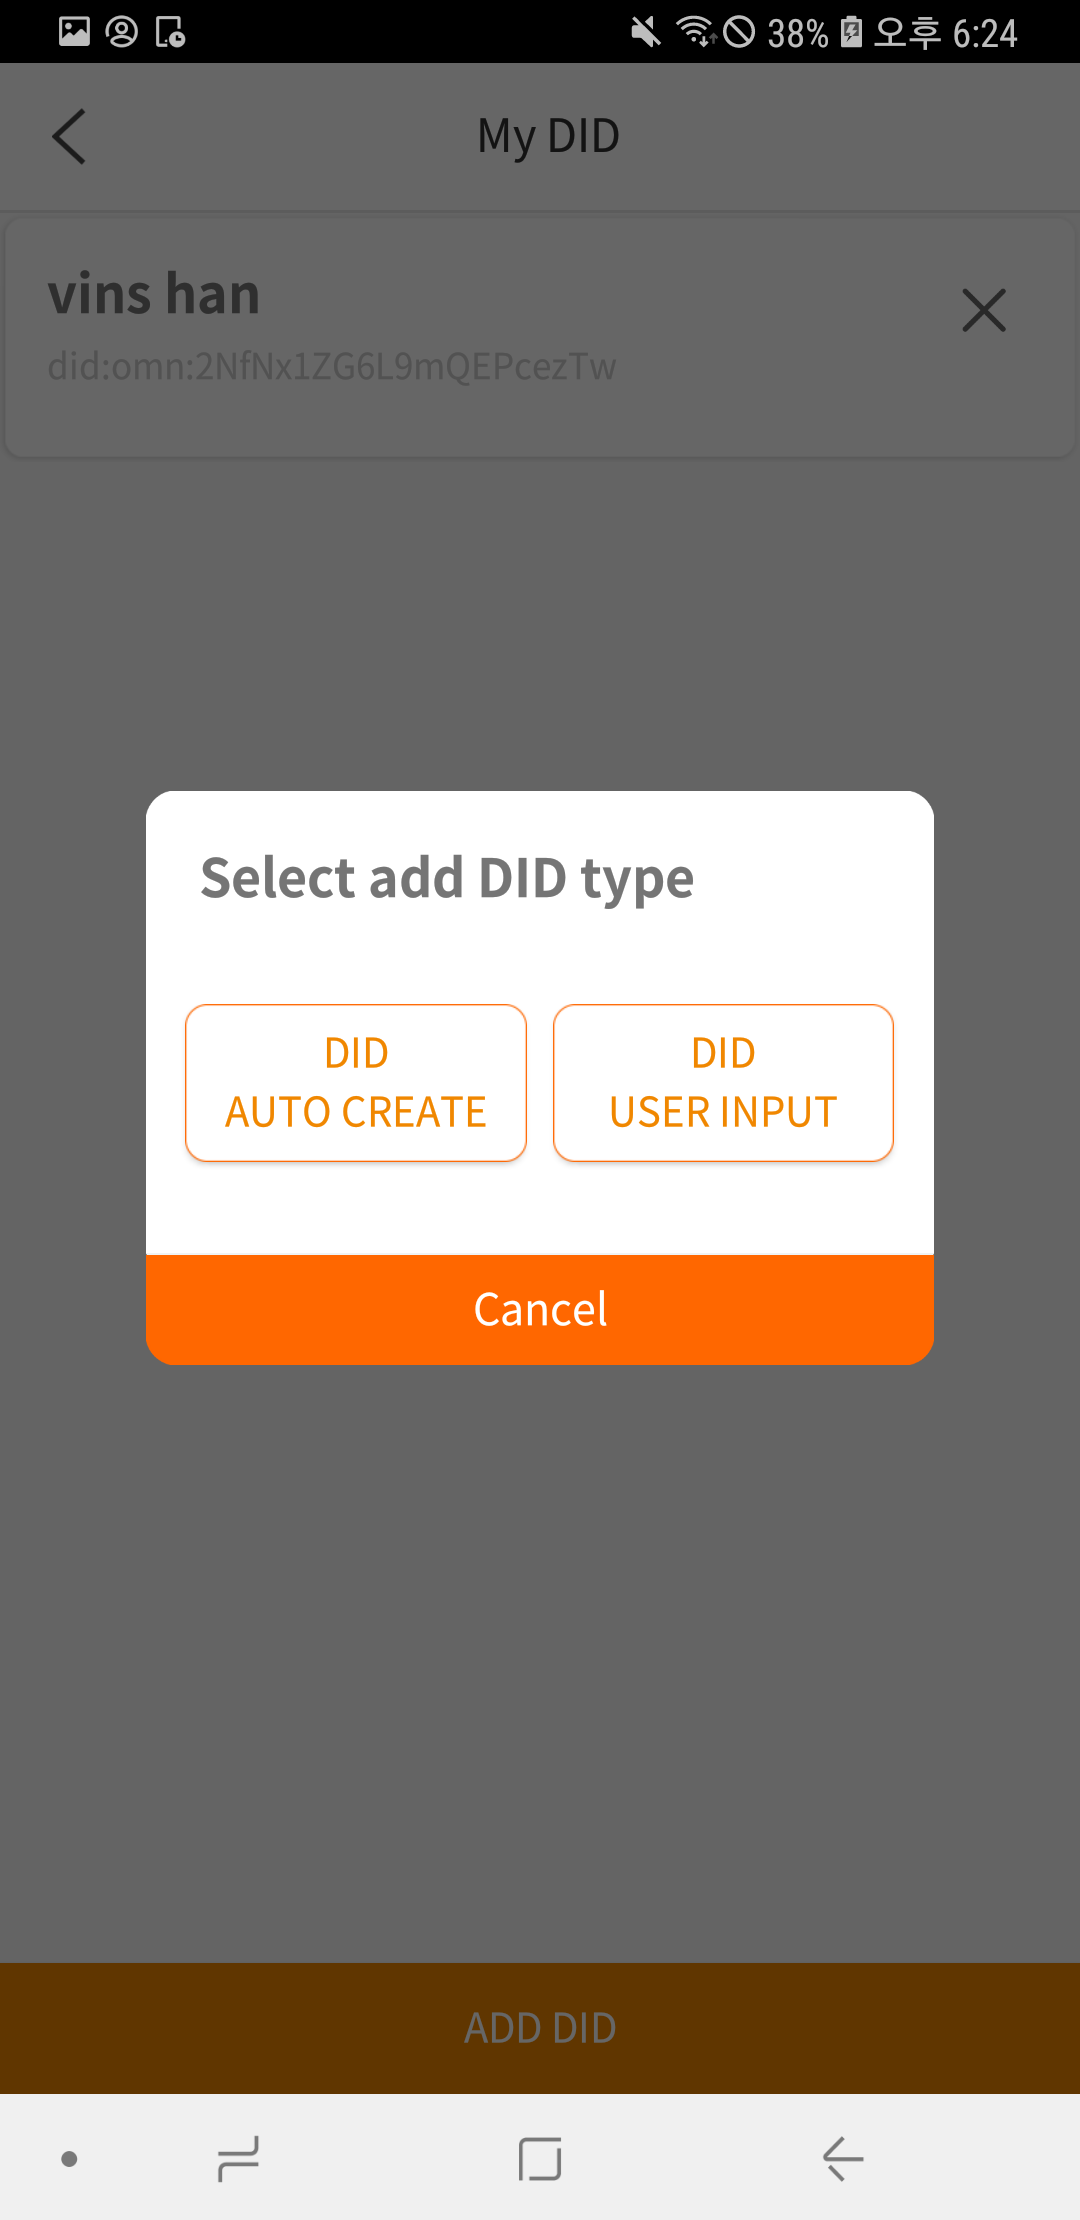 38% 오후 6:24
My DID
vins han
did:omn:2NfNx1ZG6L9mQEPcezTw
Select add DID type
DID
AUTO CREATE
DID
USER INPUT
Cancel
ADD DID